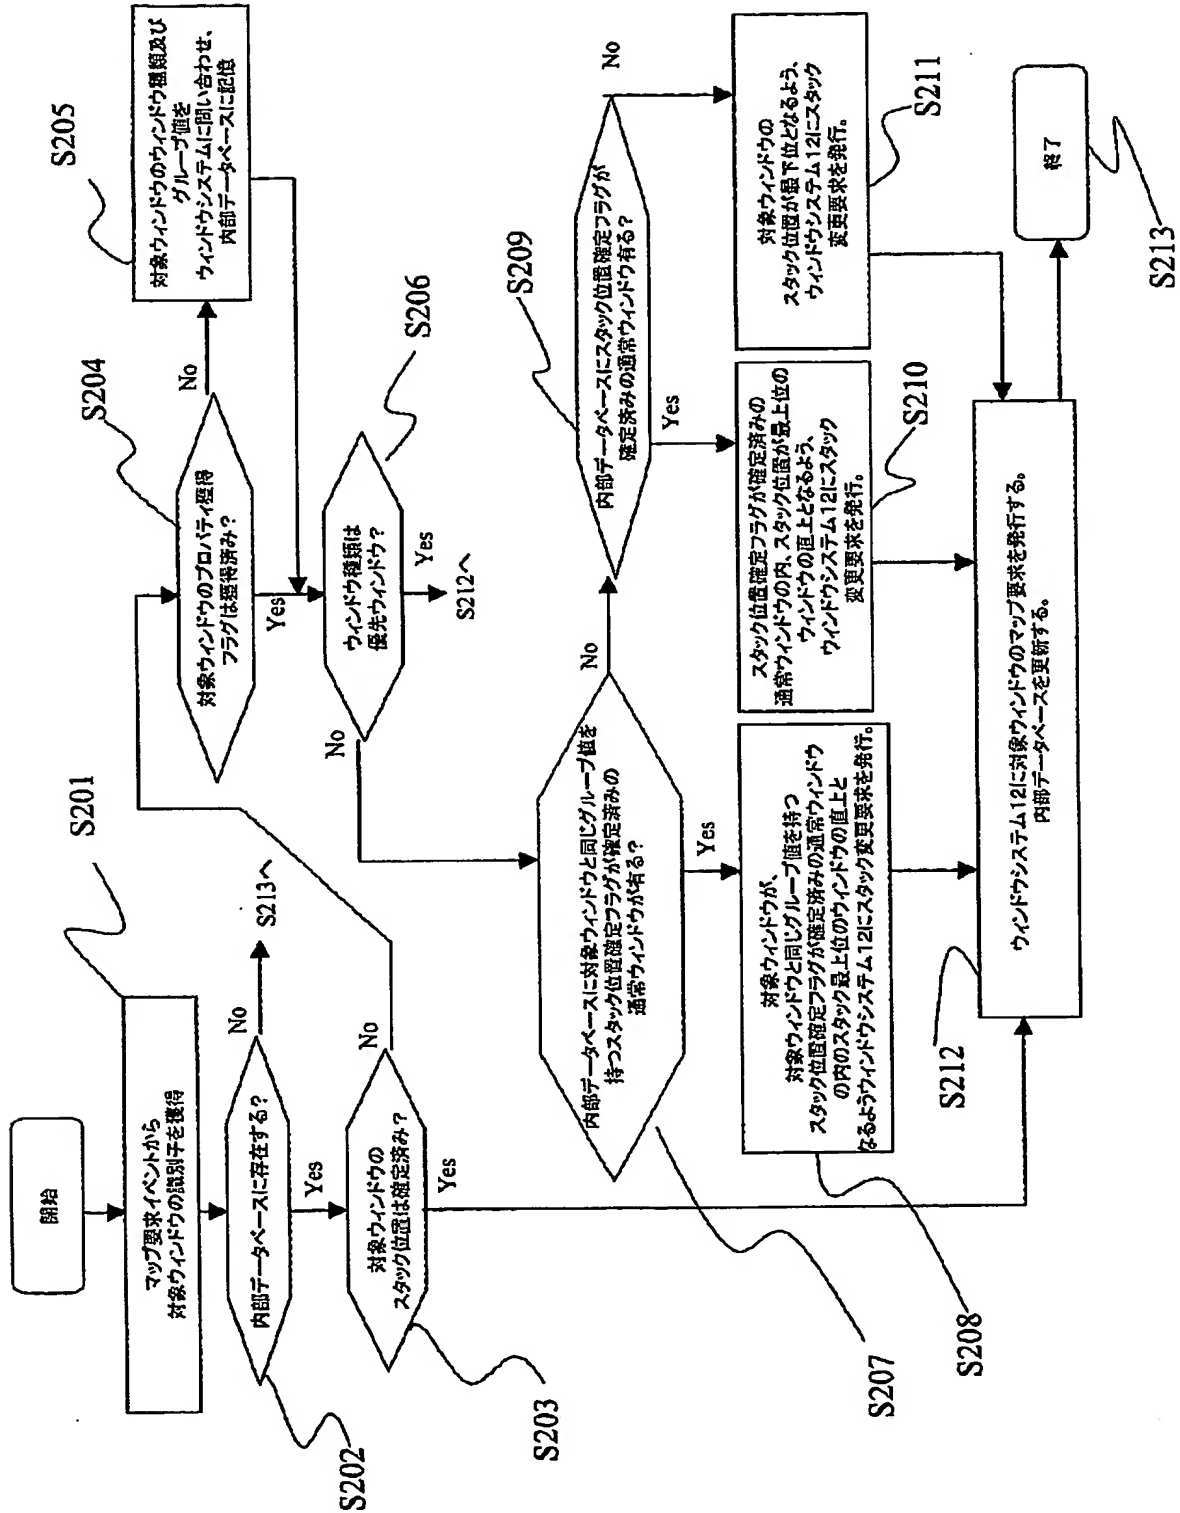 開始
S201
マップ要求イベントから
対象ウィンドウの識別子を獲得
S202
内部データベースに存在する?
No
S213へ
Yes
S203
対象ウィンドウの
スタック位置は確定済み?
No
Yes
S204
対象ウィンドウのプロパティ獲得
フラグは獲得済み?
No
Yes
S205
対象ウィンドウのウィンドウ種類及び
グループ値を
ウィンドウシステムに問い合わせ、
内部データベースに記憶
S206
ウィンドウ種類は
優先ウィンドウ?
No
Yes
S212へ
S207
内部データベースに対象ウィンドウと同じグループ値を
持つスタック位置確定フラグが確定済みの
通常ウィンドウが有る?
No
Yes
S208
対象ウィンドウが、
対象ウィンドウと同じグループ値を持つ
スタック位置確定フラグが確定済みの通常ウィンドウ
の内のスタック最上位のウィンドウの直上と
なるようウィンドウシステム12にスタック変更要求を発行。
S209
内部データベースにスタック位置確定フラグが
確定済みの通常ウィンドウ有る?
No
Yes
S210
スタック位置確定フラグが確定済みの
通常ウィンドウの内、スタック位置が最上位の
ウィンドウの直上となるよう、
ウィンドウシステム12にスタック
変更要求を発行。
S211
対象ウィンドウの
スタック位置が最下位となるよう、
ウィンドウシステム12にスタック
変更要求を発行。
S212
ウィンドウシステム12に対象ウィンドウのマップ要求を発行する。
内部データベースを更新する。
終了
S213